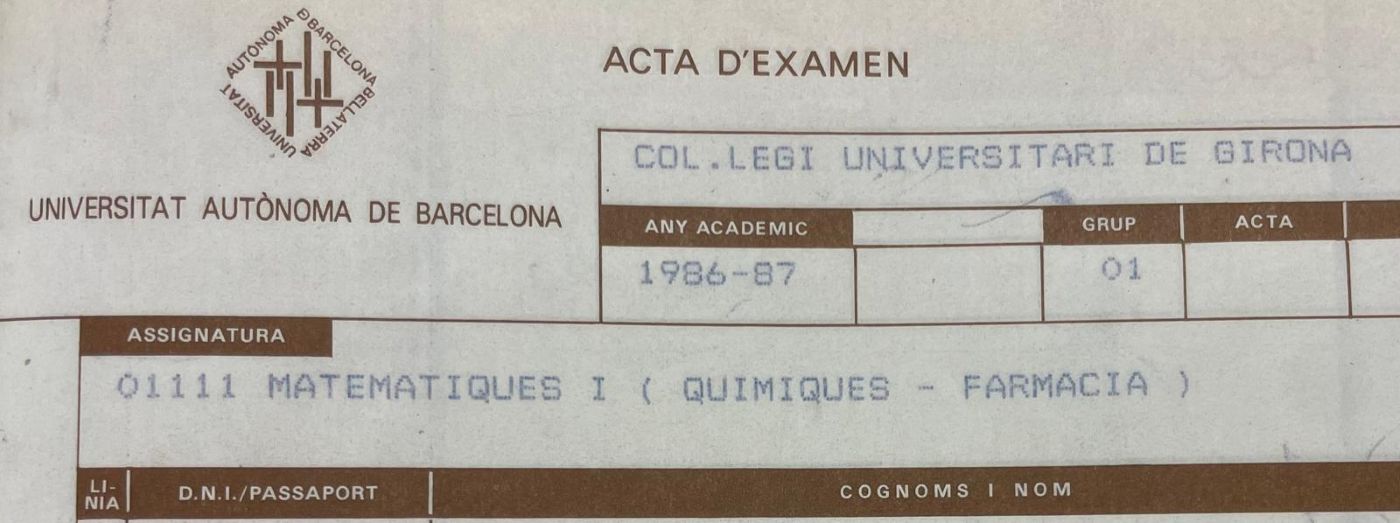 UNIVERSITAT AUTÒNOMA DE BARCELONA BELLATERRA
ACTA D'EXAMEN
UNIVERSITAT AUTÒNOMA DE BARCELONA
COL.LEGI UNIVERSITARI DE GIRONA
ANY ACADEMIC GRUP ACTA
1986-87 01
ASSIGNATURA
01111 MATEMATIQUES I ( QUIMIQUES - FARMACIA )
LI-
NIA D.N.I./PASSAPORT COGNOMS I NOM